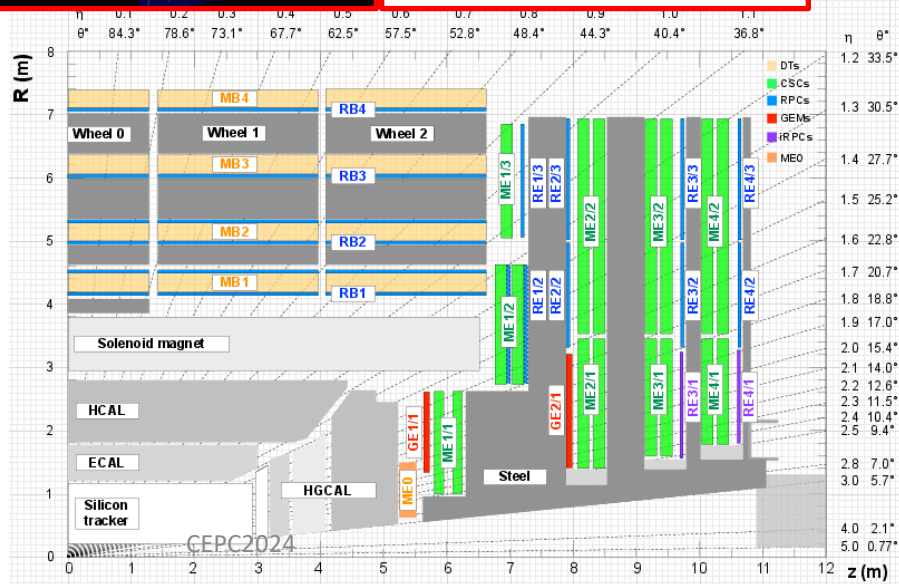 η 0.1 0.2 0.3 0.4 0.5 0.6 0.7 0.8 0.9 1.0 1.1
θ° 84.3° 78.6° 73.1° 67.7° 62.5° 57.5° 52.8° 48.4° 44.3° 40.4° 36.8° η θ°
R (m)
8
7
6
5
4
3
2
1
0
1.2 33.5°
1.3 30.5°
1.4 27.7°
1.5 25.2°
1.6 22.8°
1.7 20.7°
1.8 18.8°
1.9 17.0°
2.0 15.4°
2.1 14.0°
2.2 12.6°
2.3 11.5°
2.4 10.4°
2.5 9.4°
2.8 7.0°
3.0 5.7°
4.0 2.1°
5.0 0.77°
DTs
CSCs
RPCs
GEMs
iRPCs
ME0
MB4
RB4
Wheel 0 Wheel 1 Wheel 2
MB3
RB3
MB2
RB2
MB1
RB1
Solenoid magnet
HCAL
ECAL
Silicon
tracker
HGCAL
Steel
ME0
GE1/1
ME1/1
ME1/2
ME1/3
RE1/3
RE2/3
RE1/2
RE2/2
GE2/1
ME2/2
ME2/1
ME3/2
ME3/1
RE3/3
RE3/2
RE3/1
ME4/2
ME4/1
RE4/3
RE4/2
RE4/1
CEPC2024
0 1 2 3 4 5 6 7 8 9 10 11 12
z (m)